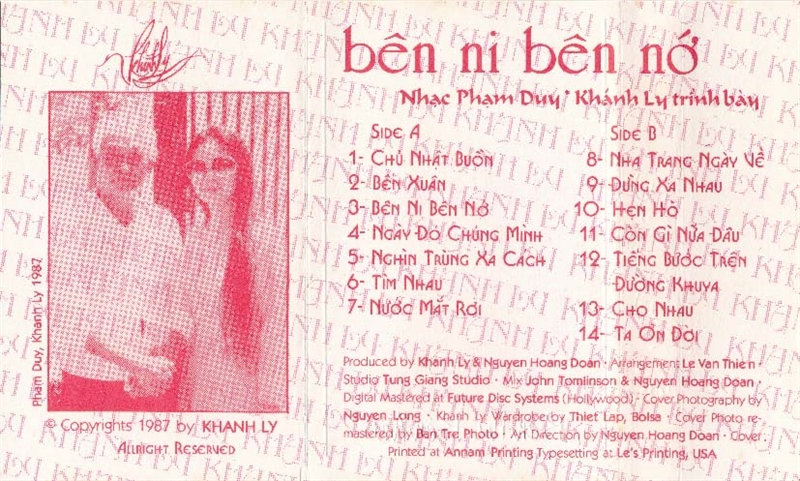 Khánh Ly
bên ni bên nớ
Nhạc Phạm Duy • Khánh Ly trình bày
SIDE A
1- CHỦ NHẬT BUỒN
2- BẾN XUÂN
3- BÊN NI BÊN NỚ
4- NGÀY ĐÓ CHÚNG MÌNH
5- NGHÌN TRÙNG XA CÁCH
6- TÌM NHAU
7- NƯỚC MẮT RƠI
SIDE B
8- NHA TRANG NGÀY VỀ
9- ĐỪNG XA NHAU
10- HẸN HÒ
11- CÒN GÌ NỮA ĐÂU
12- TIẾNG BƯỚC TRÊN
ĐƯỜNG KHUYA
13- CHO NHAU
14- TẠ ƠN ĐỜI
Pham Duy, Khanh Ly 1987
© Copyrights 1987 by KHANH LY
ALLRIGHT RESERVED
Produced by Khanh Ly & Nguyen Hoang Doan • Arrangement Le Van Thien •
Studio Tung Giang Studio • Mix John Tomlinson & Nguyen Hoang Doan •
Digital Mastered at Future Disc Systems (Hollywood) • Cover Photography by
Nguyen Long • Khanh Ly Wardrobe by Thiet Lap, Bolsa • Cover Photo re-
mastered by Ban Tre Photo • Art Direction by Nguyen Hoang Doan • Cover
Printed at Annam Printing Typesetting at Le's Printing, USA